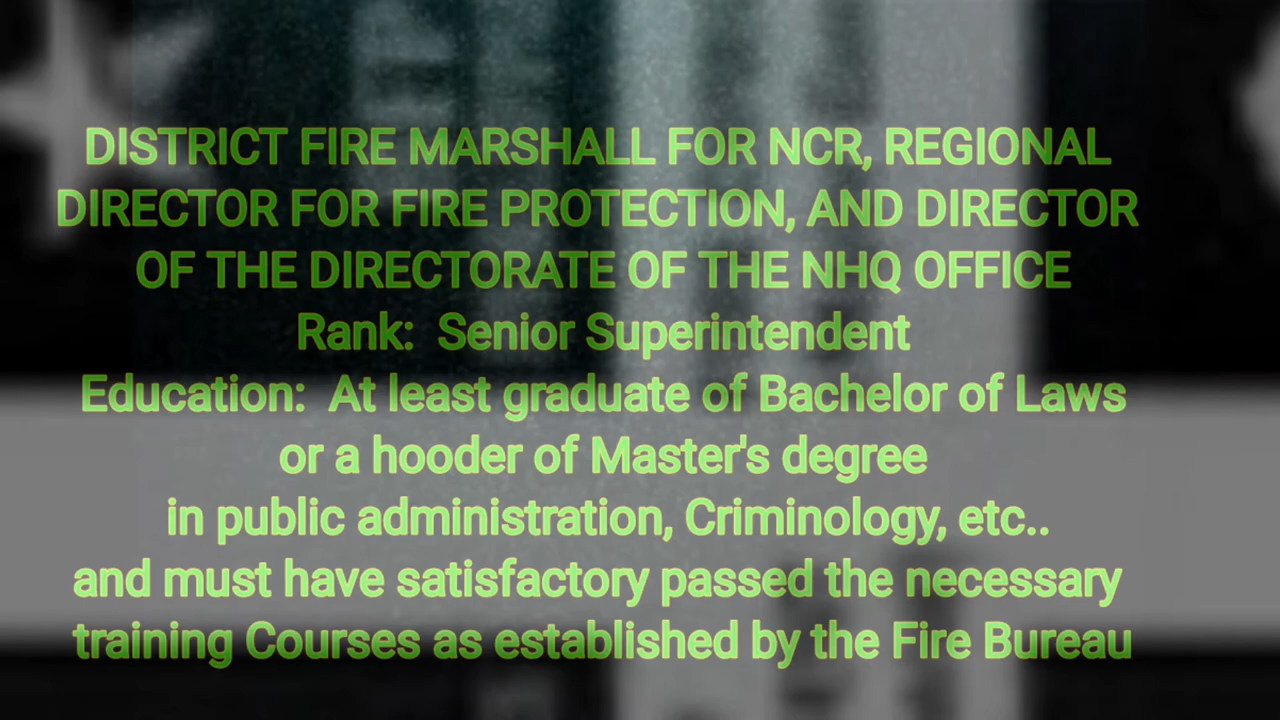 DISTRICT FIRE MARSHALL FOR NCR, REGIONAL
DIRECTOR FOR FIRE PROTECTION, AND DIRECTOR
OF THE DIRECTORATE OF THE NHQ OFFICE
Rank: Senior Superintendent
Education: At least graduate of Bachelor of Laws
or a hooder of Master's degree
in public administration, Criminology, etc..
and must have satisfactory passed the necessary
training Courses as established by the Fire Bureau